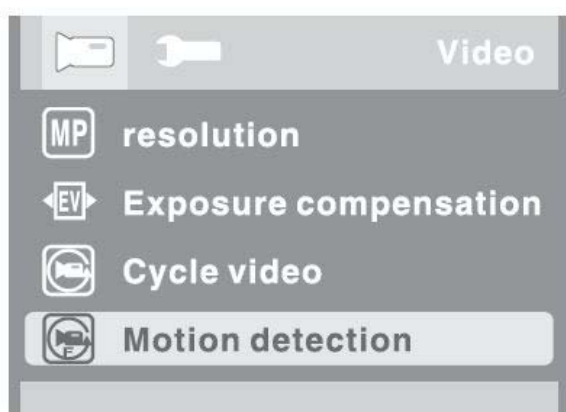 Video
MP resolution
EV Exposure compensation
Cycle video
F Motion detection